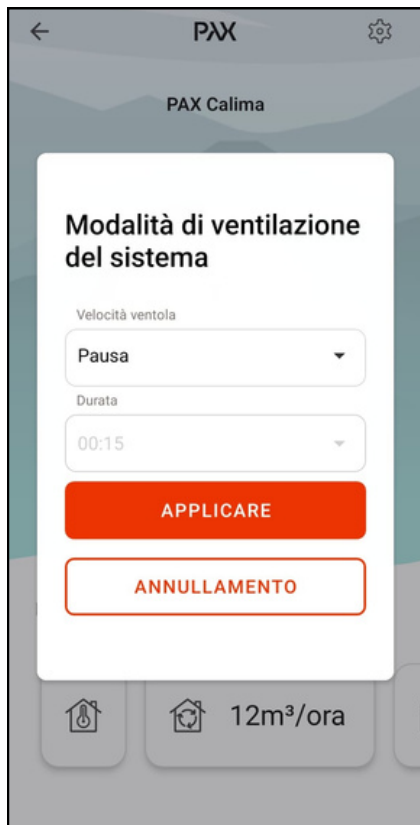 PAX
PAX Calima
Modalità di ventilazione
del sistema
Velocità ventola
Pausa
Durata
00:15
APPLICARE
ANNULLAMENTO
12m³/ora